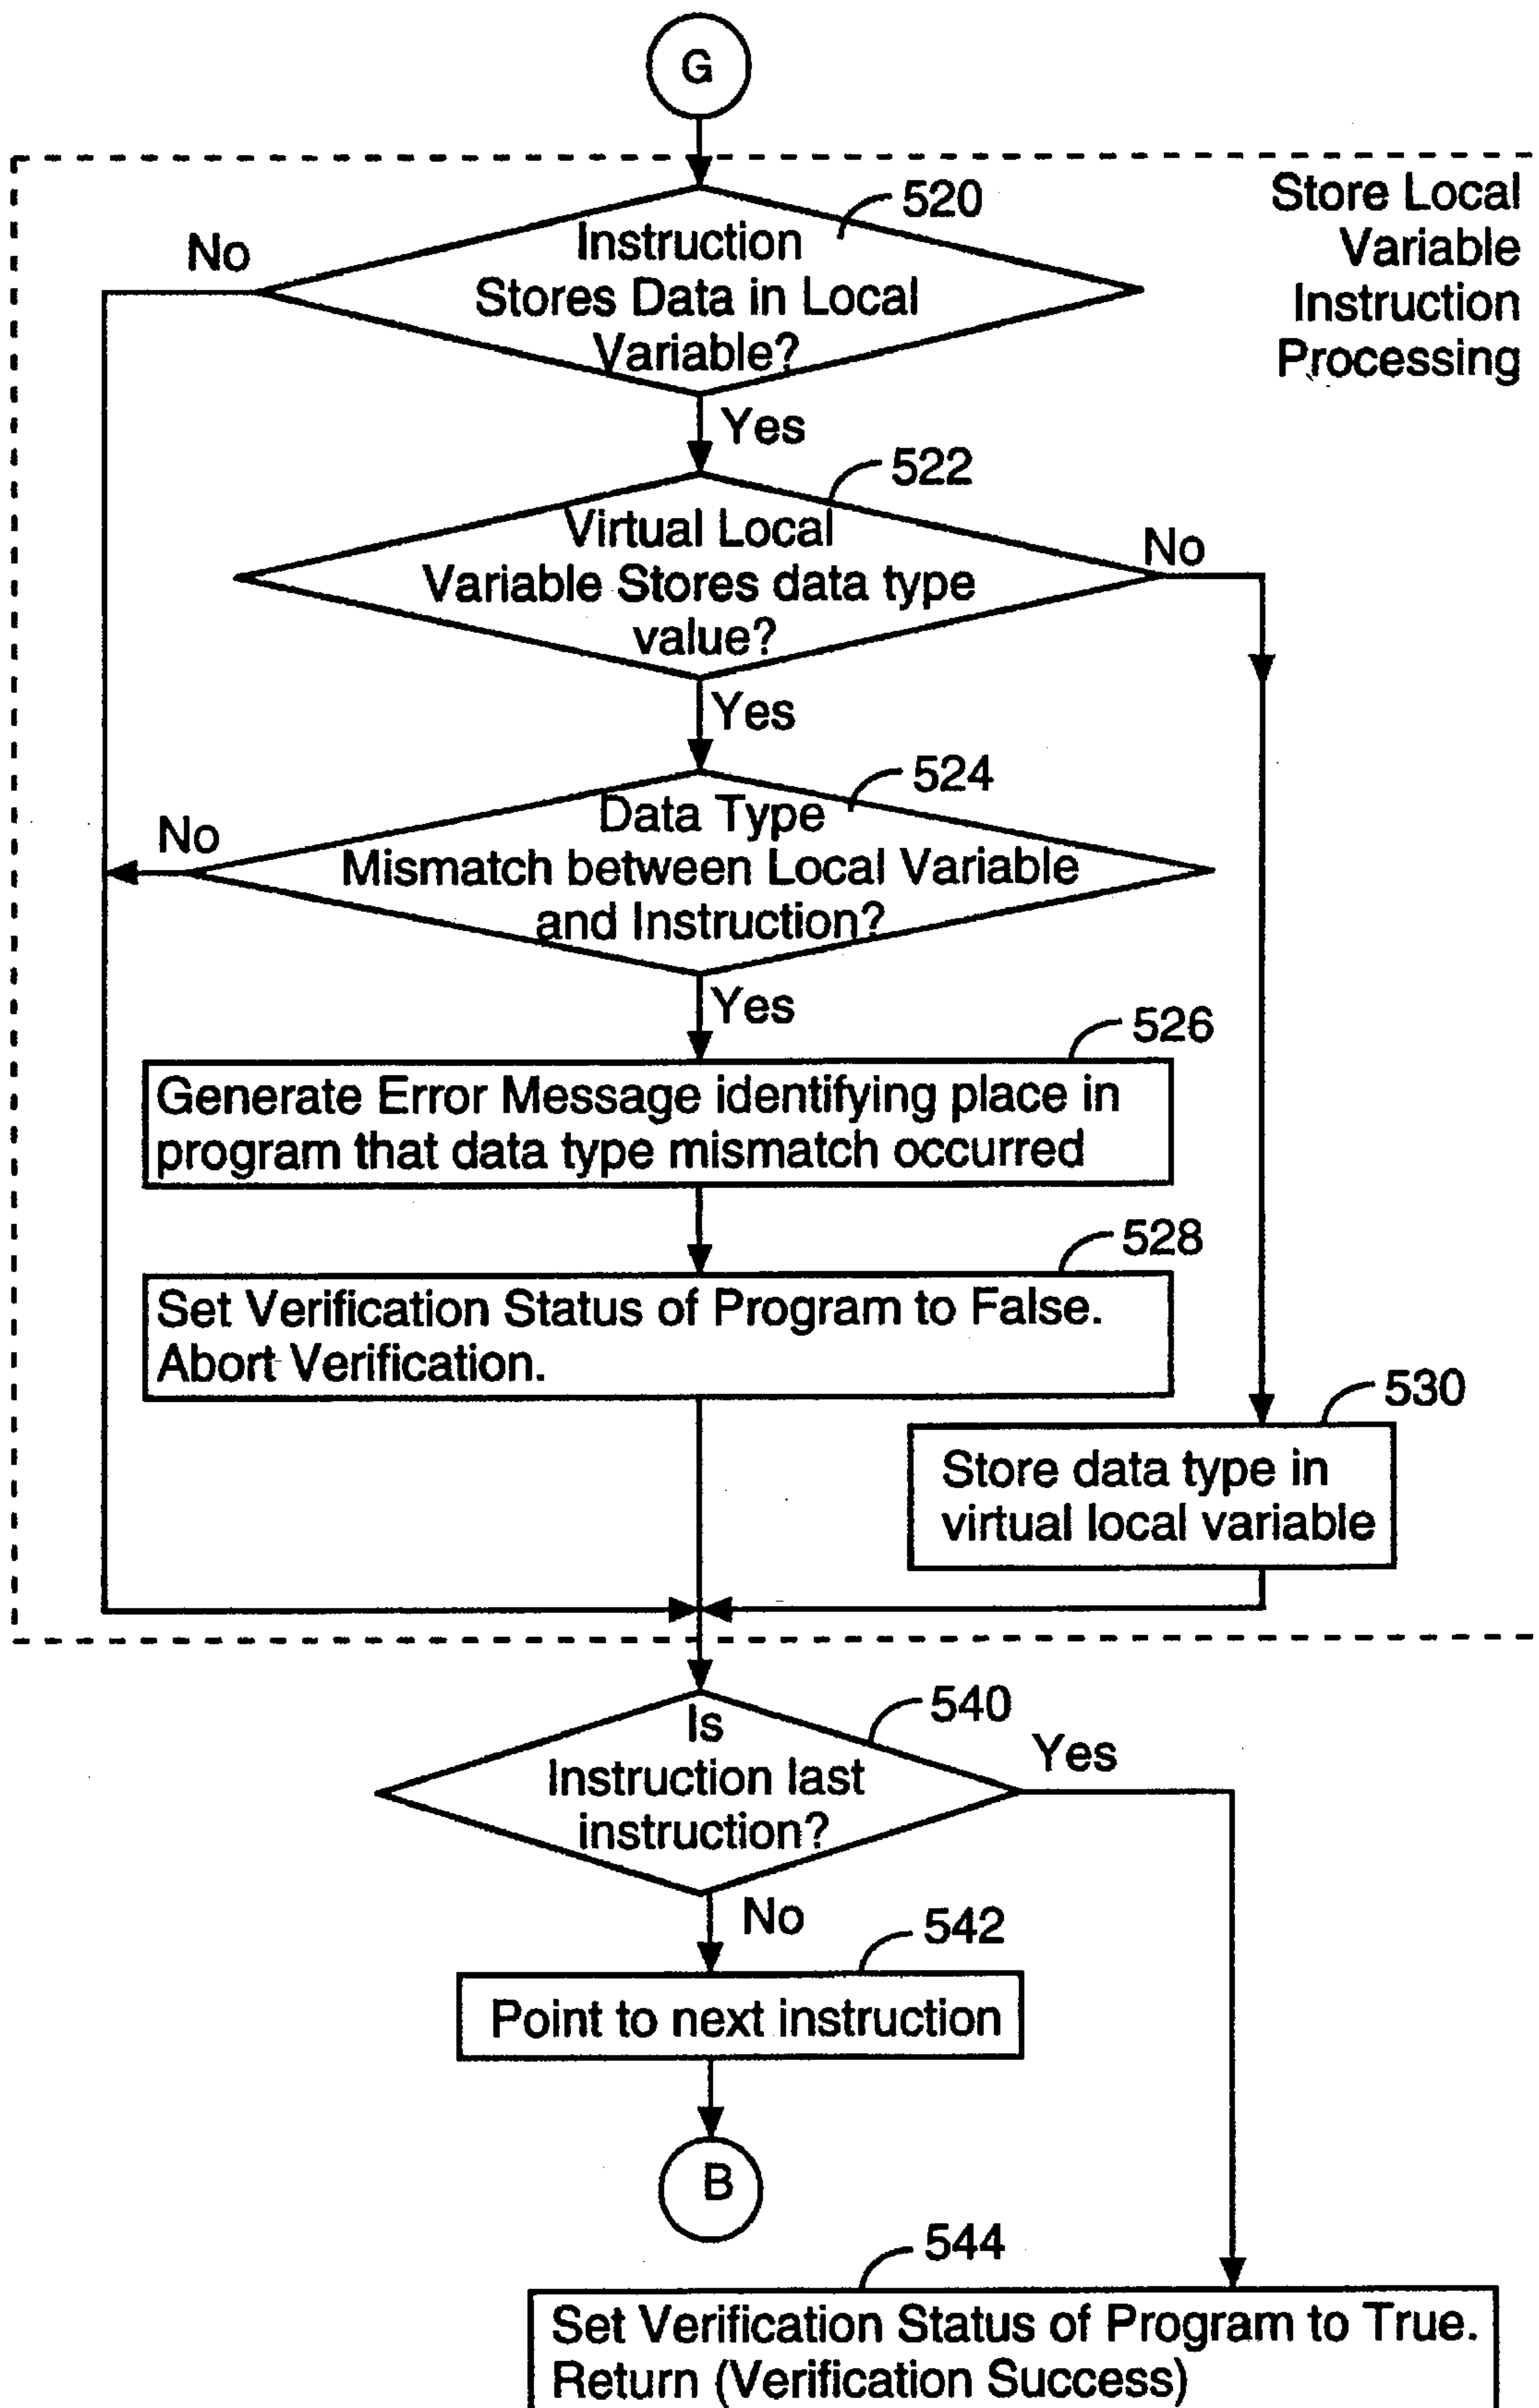 G
Store Local
Variable
Instruction
Processing
520
No
Instruction
Stores Data in Local
Variable?
Yes
522
Virtual Local
Variable Stores data type
value?
No
Yes
524
Data Type
Mismatch between Local Variable
and Instruction?
No
Yes
526
Generate Error Message identifying place in
program that data type mismatch occurred
528
Set Verification Status of Program to False.
Abort Verification.
530
Store data type in
virtual local variable
540
Is
Instruction last
instruction?
Yes
No
542
Point to next instruction
B
544
Set Verification Status of Program to True.
Return (Verification Success)